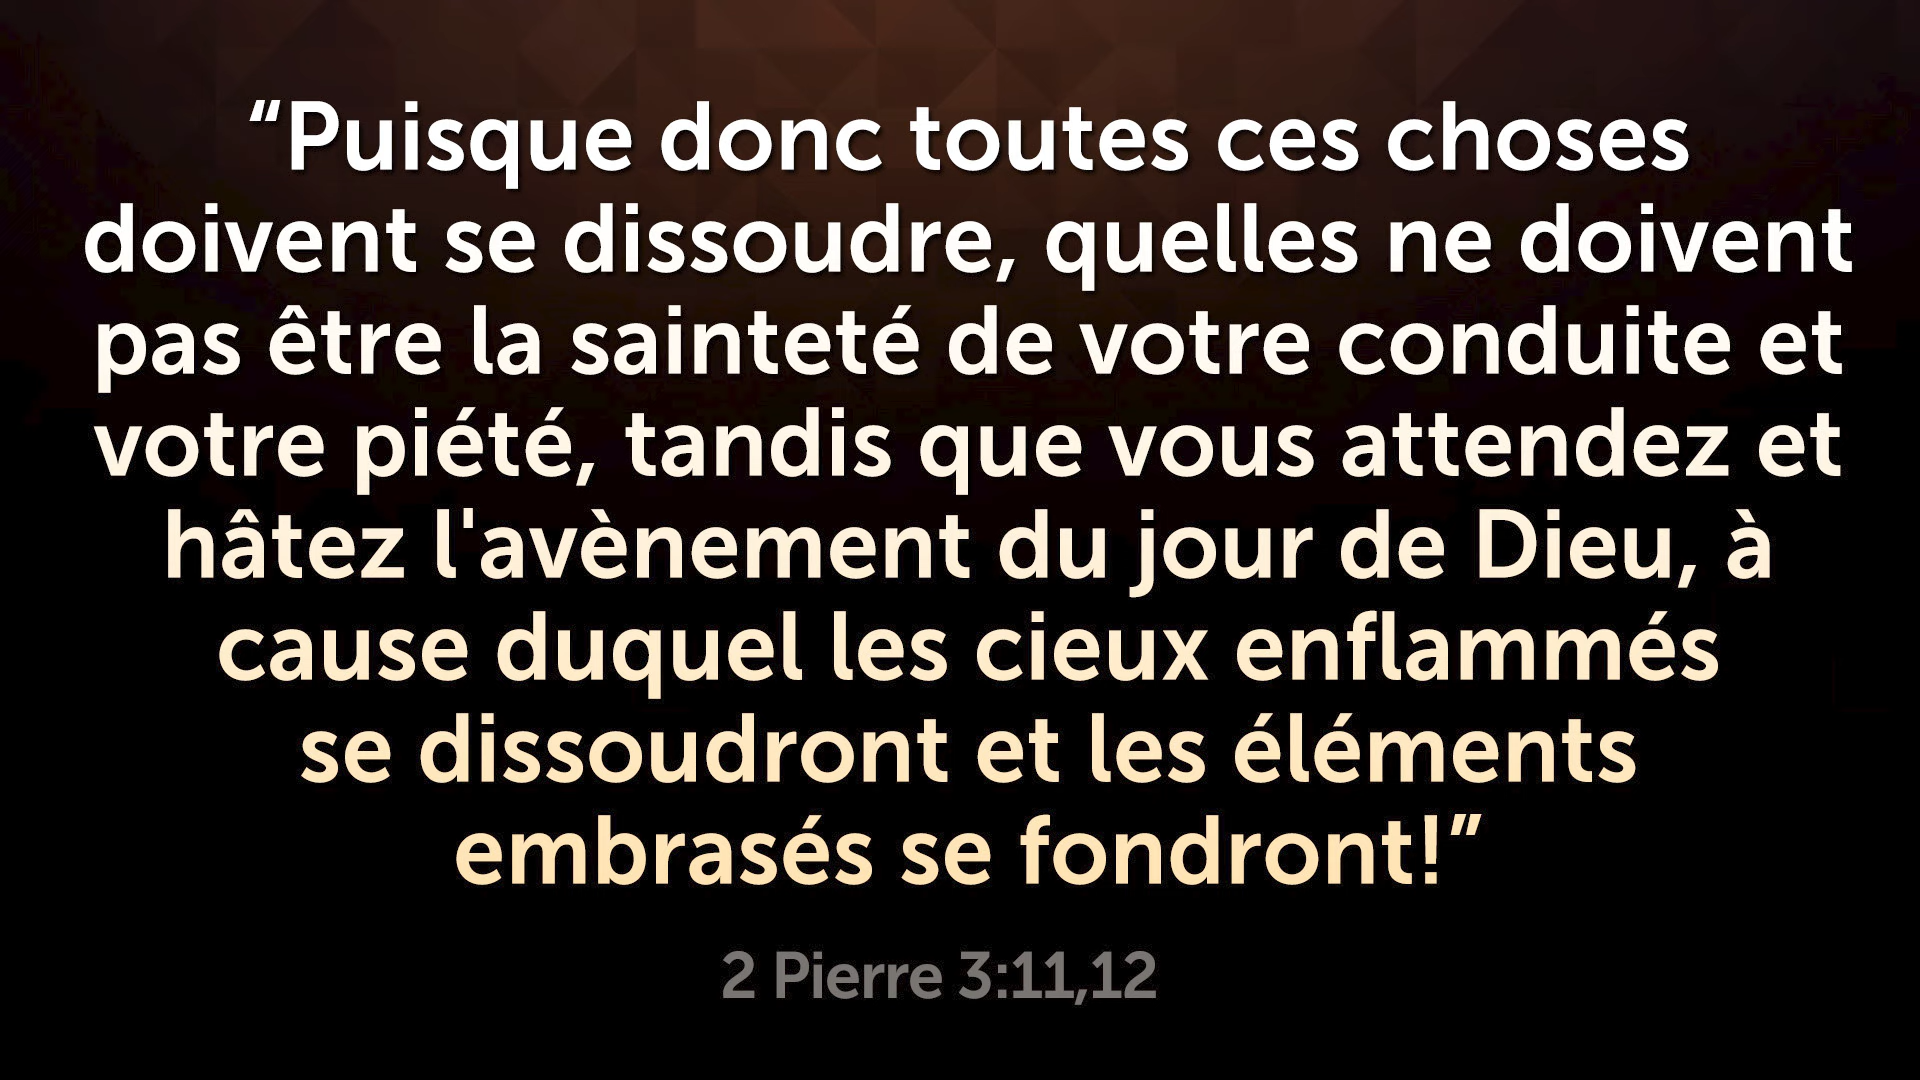 “Puisque donc toutes ces choses
doivent se dissoudre, quelles ne doivent
pas être la sainteté de votre conduite et
votre piété, tandis que vous attendez et
hâtez l'avènement du jour de Dieu, à
cause duquel les cieux enflammés
se dissoudront et les éléments
embrasés se fondront!”
2 Pierre 3:11,12